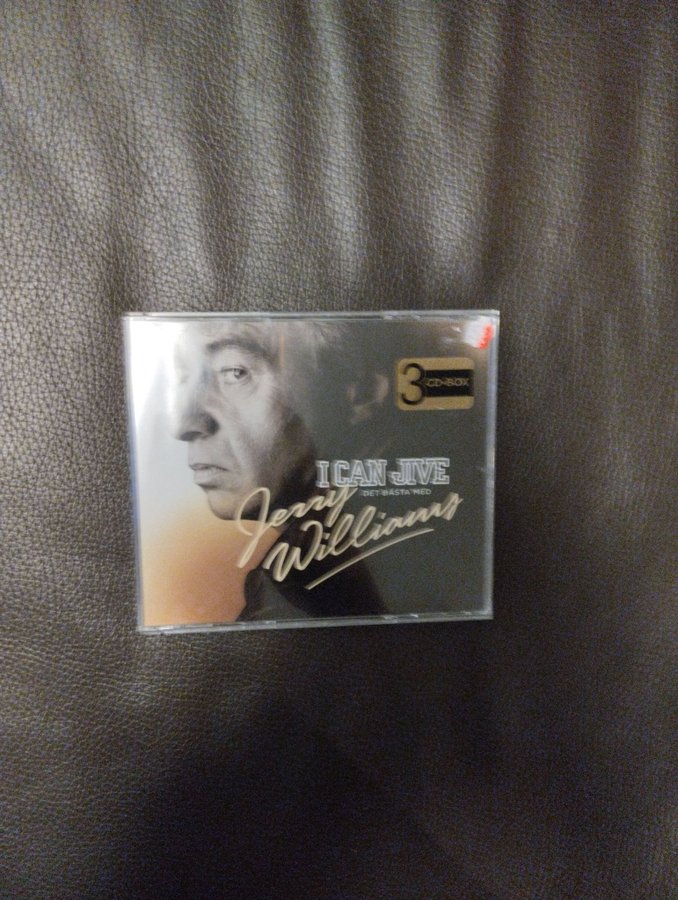 3 CD-BOX
I CAN JIVE
DET BÄSTA MED
Jerry
Williams